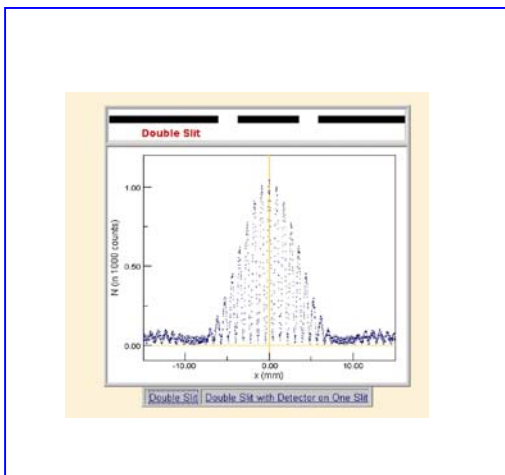 Double Slit
N (in 1000 counts)
1.00
0.50
0.00
-10.00 0.00 10.00
x (mm)
Double Slit Double Slit with Detector on One Slit